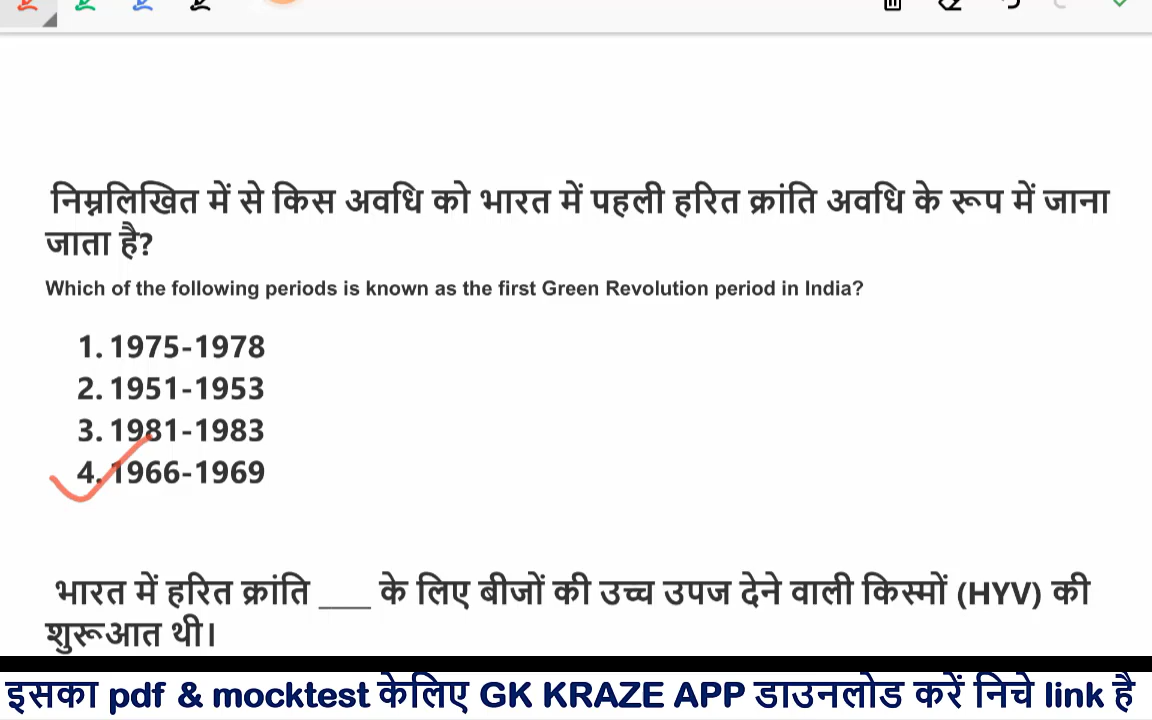 निम्नलिखित में से किस अवधि को भारत में पहली हरित क्रांति अवधि के रूप में जाना
जाता है?
Which of the following periods is known as the first Green Revolution period in India?
1. 1975-1978
2. 1951-1953
3. 1981-1983
4. 1966-1969
भारत में हरित क्रांति ___ के लिए बीजों की उच्च उपज देने वाली किस्मों (HYV) की
शुरूआत थी।
इसका pdf & mocktest केलिए GK KRAZE APP डाउनलोड करें निचे link है